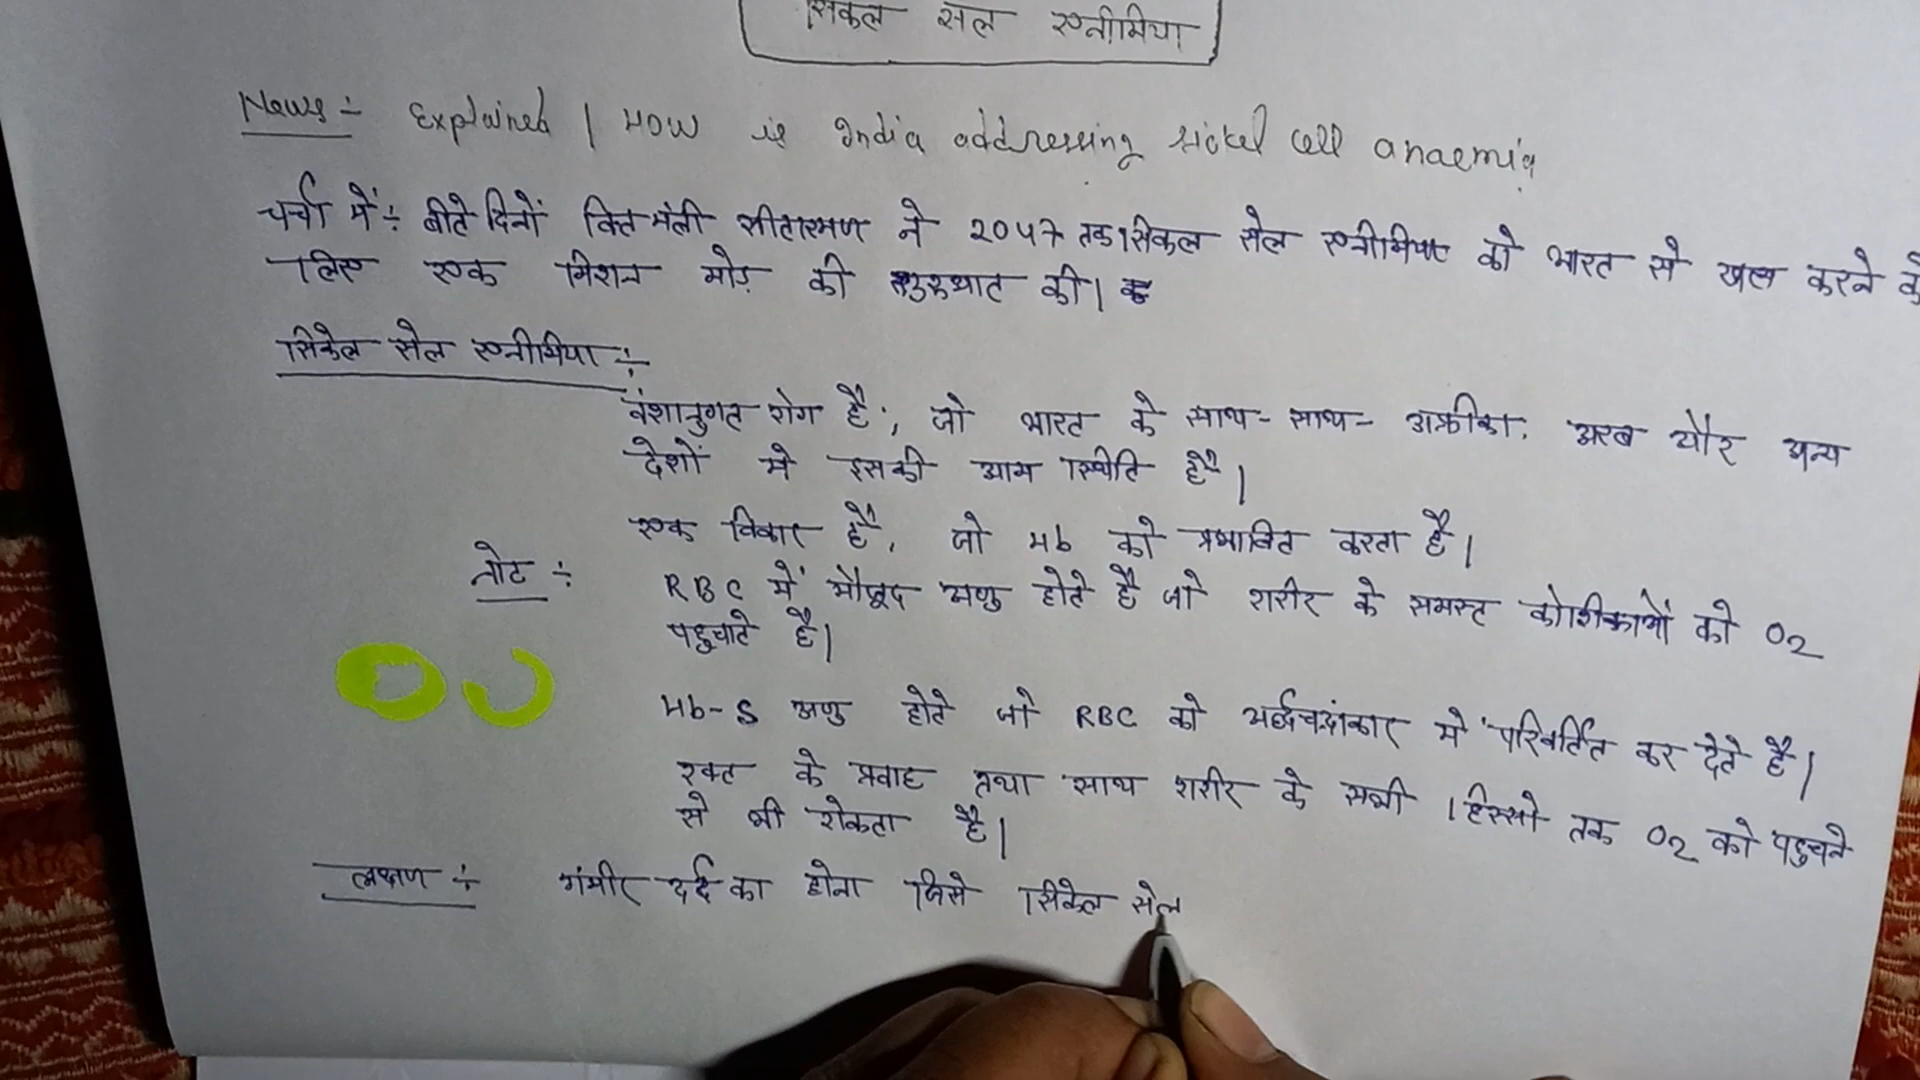 सिकल सेल एनीमिया
News :- Explained | How is India addressing sickel cell anaemia
चर्चा में :- बीते दिनों वित्त मंत्री सीतारमण ने 2047 तक सिकल सेल एनीमिया को भारत से खत्म करने के
लिए एक मिशन मोड़ की शुरुआत की।
सिकेल सेल एनीमिया :-
वंशानुगत रोग है, जो भारत के साथ-साथ- अफ्रीका, अरब और अन्य
देशों मे इसकी आम स्थिति है।
एक विकार है, जो Hb को प्रभावित करता है।
नोट :- RBC में मौजूद अणु होते है जो शरीर के समस्त कोशिकाओं को O2
पहुचाते है।
Hb-S अणु होते जो RBC को अर्द्धचद्रांकार मे परिवर्तित कर देते है।
रक्त के प्रवाह तथा साथ शरीर के सभी हिस्सो तक O2 को पहुचने
से भी रोकता है।
लक्षण :- गंभीर दर्द का होना जिसे सिकेल सेल